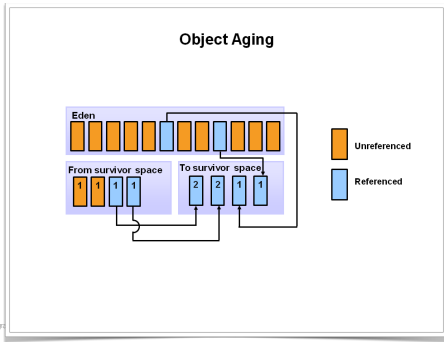 Object Aging
Eden
From survivor space
To survivor space
1 1 1 1
2 2 1 1
Unreferenced
Referenced